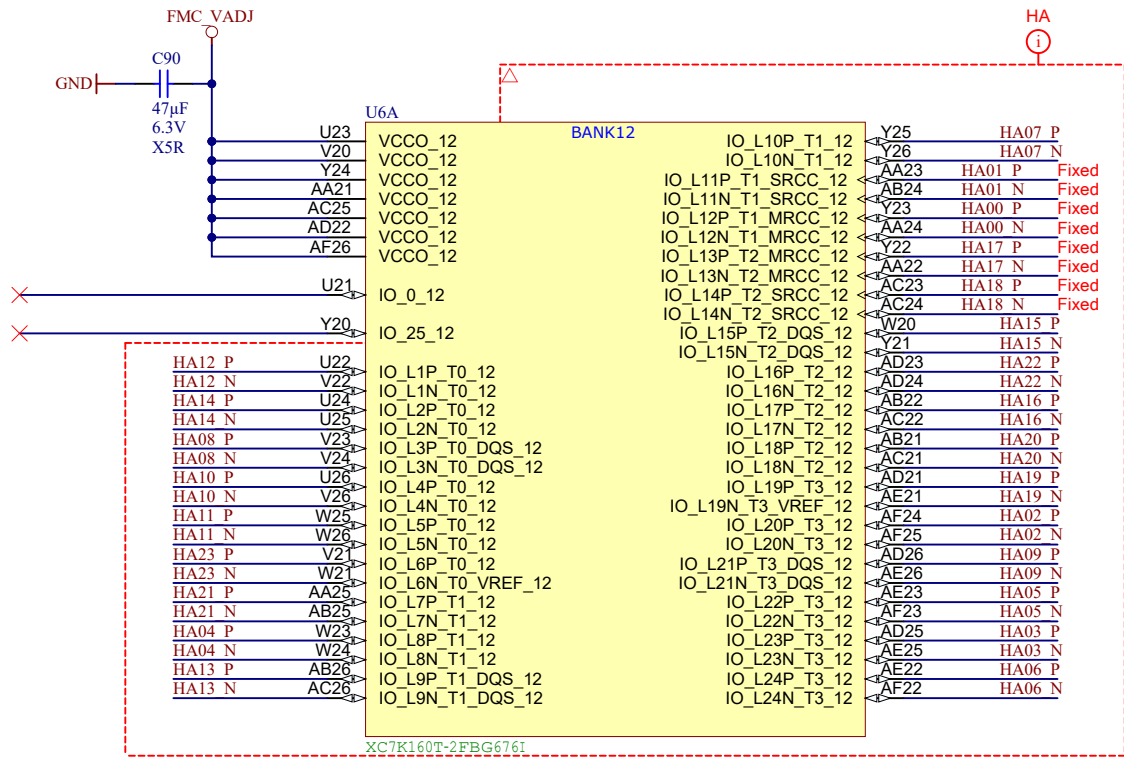 FMC_VADJ
HA
i
C90
GND
47µF
6.3V
X5R
U6A
BANK12
U23 VCCO_12
V20 VCCO_12
Y24 VCCO_12
AA21 VCCO_12
AC25 VCCO_12
AD22 VCCO_12
AF26 VCCO_12
U21 IO_0_12
Y20 IO_25_12
HA12_P U22 IO_L1P_T0_12
HA12_N V22 IO_L1N_T0_12
HA14_P U24 IO_L2P_T0_12
HA14_N U25 IO_L2N_T0_12
HA08_P V23 IO_L3P_T0_DQS_12
HA08_N V24 IO_L3N_T0_DQS_12
HA10_P U26 IO_L4P_T0_12
HA10_N V26 IO_L4N_T0_12
HA11_P W25 IO_L5P_T0_12
HA11_N W26 IO_L5N_T0_12
HA23_P V21 IO_L6P_T0_12
HA23_N W21 IO_L6N_T0_VREF_12
HA21_P AA25 IO_L7P_T1_12
HA21_N AB25 IO_L7N_T1_12
HA04_P W23 IO_L8P_T1_12
HA04_N W24 IO_L8N_T1_12
HA13_P AB26 IO_L9P_T1_DQS_12
HA13_N AC26 IO_L9N_T1_DQS_12
IO_L10P_T1_12 Y25 HA07_P
IO_L10N_T1_12 Y26 HA07_N
IO_L11P_T1_SRCC_12 AA23 HA01_P Fixed
IO_L11N_T1_SRCC_12 AB24 HA01_N Fixed
IO_L12P_T1_MRCC_12 Y23 HA00_P Fixed
IO_L12N_T1_MRCC_12 AA24 HA00_N Fixed
IO_L13P_T2_MRCC_12 Y22 HA17_P Fixed
IO_L13N_T2_MRCC_12 AA22 HA17_N Fixed
IO_L14P_T2_SRCC_12 AC23 HA18_P Fixed
IO_L14N_T2_SRCC_12 AC24 HA18_N Fixed
IO_L15P_T2_DQS_12 W20 HA15_P
IO_L15N_T2_DQS_12 Y21 HA15_N
IO_L16P_T2_12 AD23 HA22_P
IO_L16N_T2_12 AD24 HA22_N
IO_L17P_T2_12 AB22 HA16_P
IO_L17N_T2_12 AC22 HA16_N
IO_L18P_T2_12 AB21 HA20_P
IO_L18N_T2_12 AC21 HA20_N
IO_L19P_T3_12 AD21 HA19_P
IO_L19N_T3_VREF_12 AE21 HA19_N
IO_L20P_T3_12 AF24 HA02_P
IO_L20N_T3_12 AF25 HA02_N
IO_L21P_T3_DQS_12 AD26 HA09_P
IO_L21N_T3_DQS_12 AE26 HA09_N
IO_L22P_T3_12 AE23 HA05_P
IO_L22N_T3_12 AF23 HA05_N
IO_L23P_T3_12 AD25 HA03_P
IO_L23N_T3_12 AE25 HA03_N
IO_L24P_T3_12 AE22 HA06_P
IO_L24N_T3_12 AF22 HA06_N
XC7K160T-2FBG676I